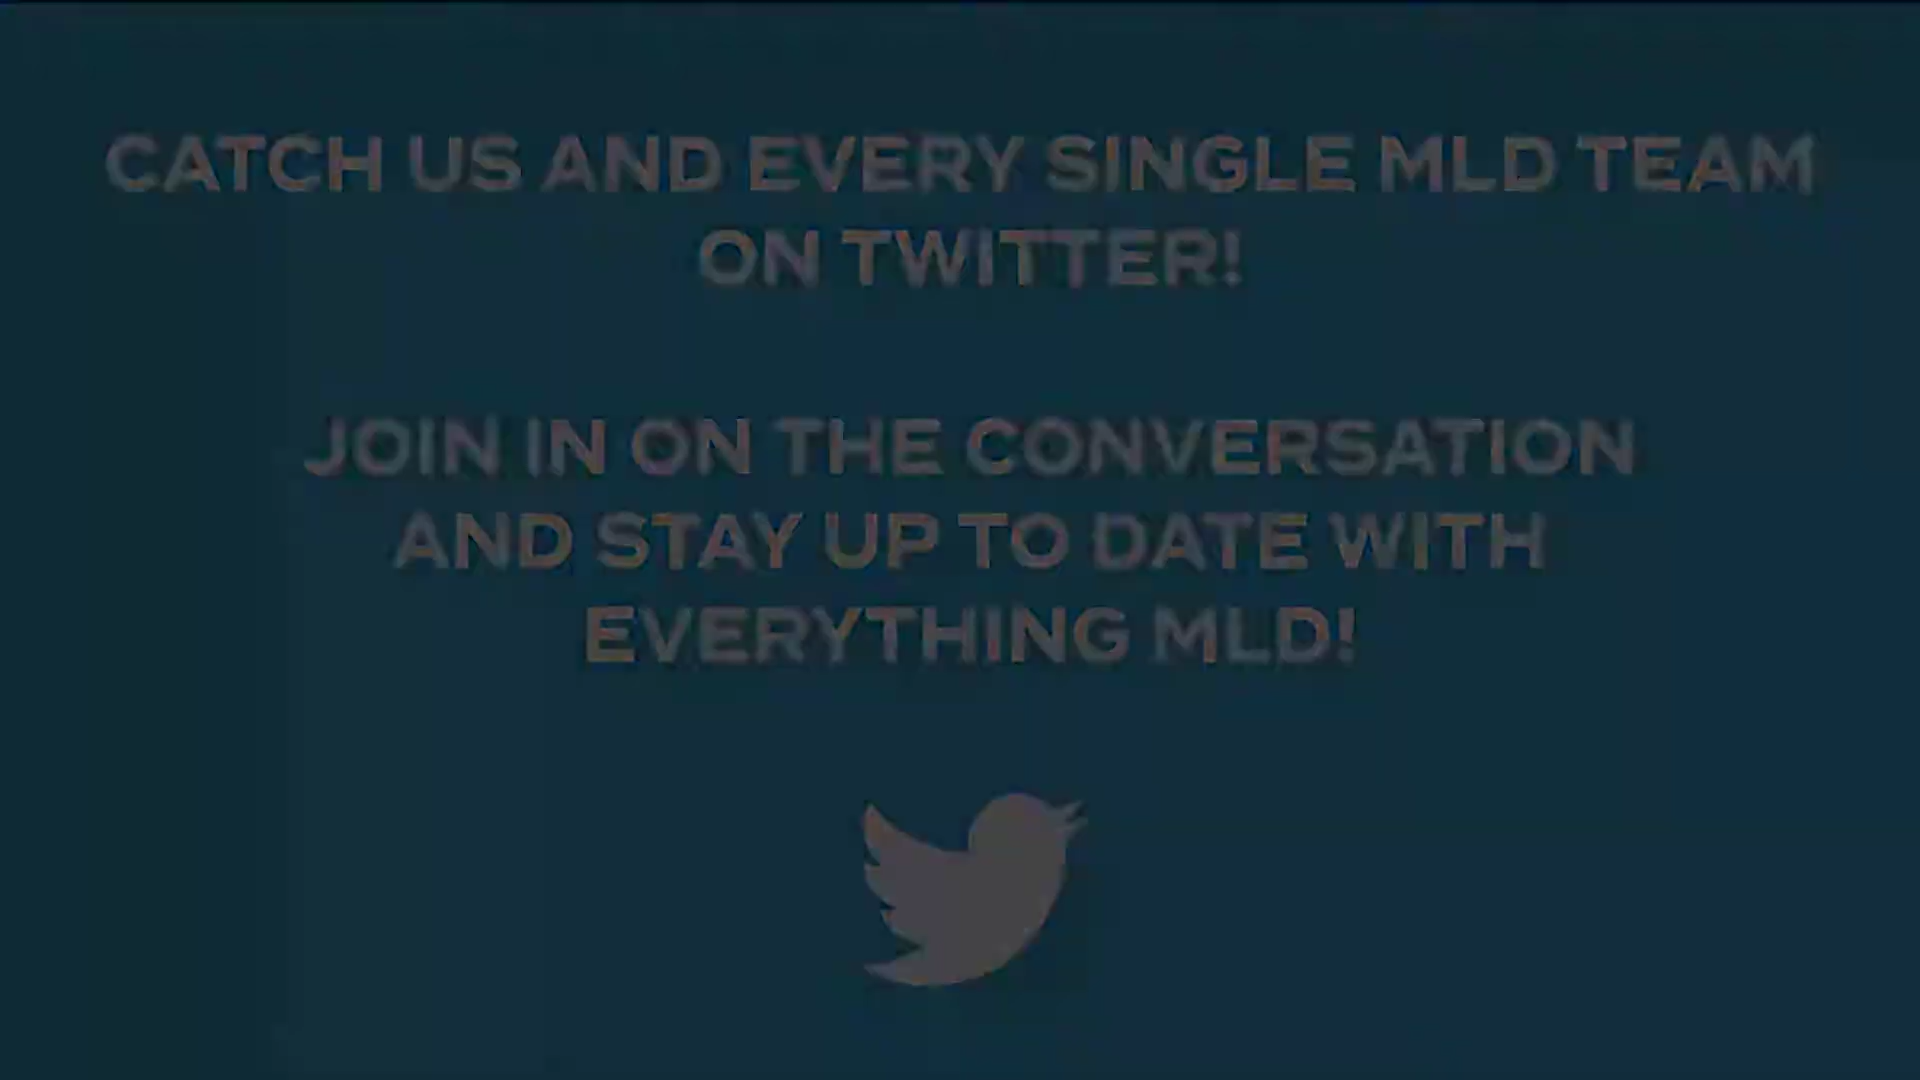 CATCH US AND EVERY SINGLE MLD TEAM
ON TWITTER!
JOIN IN ON THE CONVERSATION
AND STAY UP TO DATE WITH
EVERYTHING MLD!